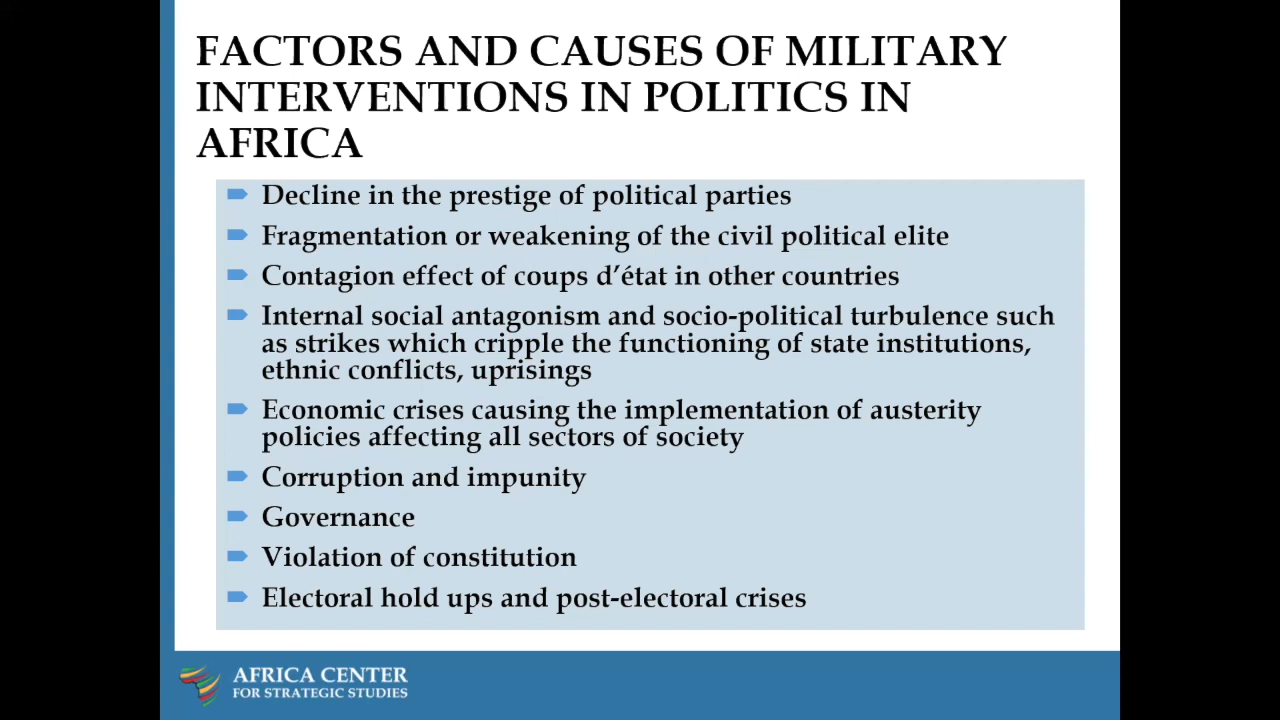 FACTORS AND CAUSES OF MILITARY
INTERVENTIONS IN POLITICS IN
AFRICA
Decline in the prestige of political parties
Fragmentation or weakening of the civil political elite
Contagion effect of coups d’état in other countries
Internal social antagonism and socio-political turbulence such
as strikes which cripple the functioning of state institutions,
ethnic conflicts, uprisings
Economic crises causing the implementation of austerity
policies affecting all sectors of society
Corruption and impunity
Governance
Violation of constitution
Electoral hold ups and post-electoral crises
AFRICA CENTER
FOR STRATEGIC STUDIES